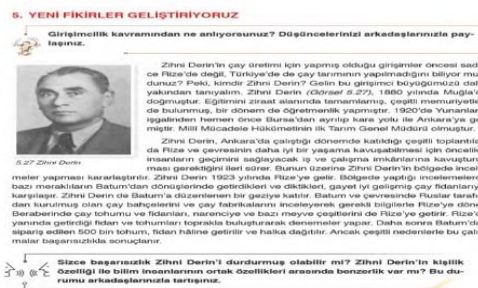 5. YENİ FİKİRLER GELİŞTİRİYORUZ
Girişimcilik kavramından ne anlıyorsunuz? Düşüncelerinizi arkadaşlarınızla pay-
laşınız.
Zihni Derin'in çay üretimi için yapmış olduğu girişimler öncesi sade
ce Rize'de değil, Türkiye'de de çay tarımının yapılmadığını biliyor mu
dunuz? Peki, kimdir Zihni Derin? Gelin bu girişimci büyüğümüzü dah
yakından tanıyalım. Zihni Derin (Görsel 5.27), 1880 yılında Muğla'd
doğmuştur. Eğitimini ziraat alanında tamamlamış, çeşitli memuriyetle
de bulunmuş, bir dönem de öğretmenlik yapmıştır. 1920'de Yunanlar
işgalinden hemen önce Bursa'dan ayrılıp kara yolu ile Ankara'ya ge
miştir. Millî Mücadele Hükümetinin ilk Tarım Genel Müdürü olmuştur.
Zihni Derin, Ankara'da çalıştığı dönemde katıldığı çeşitli toplantıla
da Rize ve çevresinin daha iyi bir yaşama kavuşabilmesi için öncelik
insanların geçimini sağlayacak iş ve çalışma imkânlarına kavuştur
ması gerektiğini ileri sürer. Bunun üzerine Zihni Derin'in bölgede ince
5.27 Zihni Derin
meler yapması kararlaştırılır. Zihni Derin 1923 yılında Rize'ye gelir. Bölgede yaptığı incelemeler
bazı meraklıların Batum'dan dönüşlerinde getirdikleri ve diktikleri, gayet iyi gelişmiş çay fidanlarıy
karşılaşır. Zihni Derin de Batum'a düzenlenen bir geziye katılır. Batum ve çevresinde Ruslar tarafı
dan kurulmuş olan çay bahçelerini ve çay fabrikalarını inceleyerek gerekli bilgilerle Rize'ye döne
Beraberinde çay tohumu ve fidanları, narenciye ve bazı meyve çeşitlerini de Rize'ye getirir. Rize'd
yanında getirdiği fidan ve tohumları toprakla buluşturarak denemeler yapar. Daha sonra Batum'da
sipariş edilen 500 bin tohum, fidan hâline getirilir ve halka dağıtılır. Ancak çeşitli nedenlerle bu çalı
malar başarısızlıkla sonuçlanır.
Sizce başarısızlık Zihni Derin'i durdurmuş olabilir mi? Zihni Derin'in kişilik
özelliği ile bilim insanlarının ortak özellikleri arasında benzerlik var mı? Bu du-
rumu arkadaşlarınızla tartışınız.